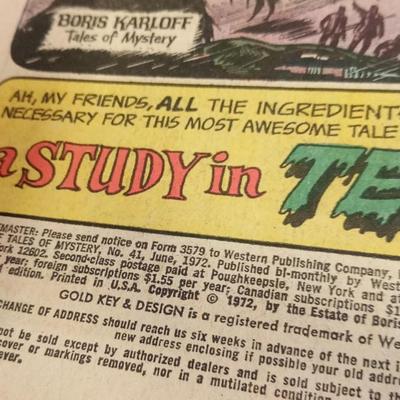 BORIS KARLOFF
Tales of Mystery
AH, MY FRIENDS, ALL THE INGREDIENT
NECESSARY FOR THIS MOST AWESOME TALE
a STUDY in TE
MASTER: Please send notice on Form 3579 to Western Publishing Company,
TALES OF MYSTERY, No. 41, June, 1972. Published bi-monthly by West
ork 12602. Second-class postage paid at Poughkeepsie, New York and at
year; foreign subscriptions $1.55 per year; Canadian subscriptions $1
edition. Printed in U.S.A. Copyright © 1972, by the Estate of Boris
GOLD KEY & DESIGN is a registered trademark of We
CHANGE OF ADDRESS should reach us six weeks in advance of the next i
new address enclosing if possible your old addre
not be sold except by authorized dealers and is sold subject to the
cover or markings removed, nor in a mutilated condition
ever.